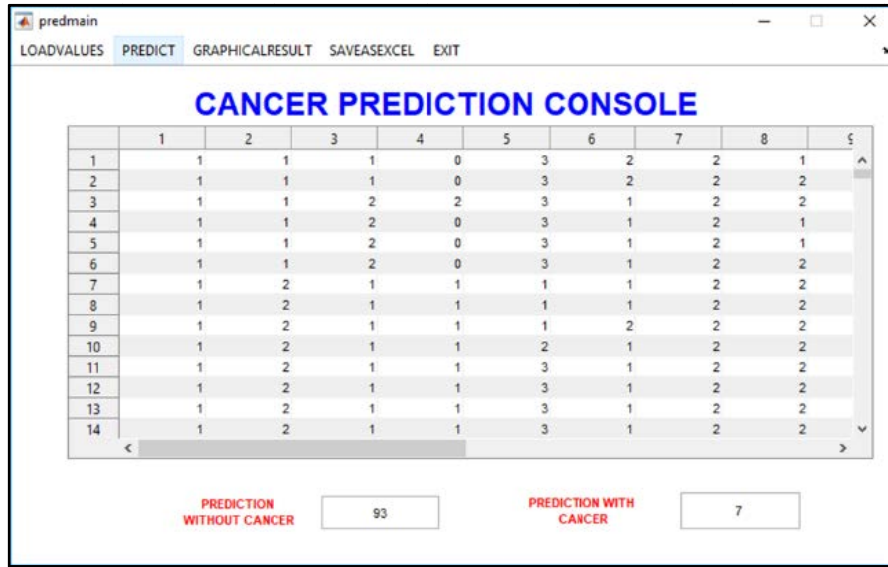 predmain
LOADVALUES PREDICT GRAPHICALRESULT SAVEASEXCEL EXIT
CANCER PREDICTION CONSOLE
1 2 3 4 5 6 7 8 9
1 1 1 1 0 3 2 2 1
2 1 1 1 0 3 2 2 2
3 1 1 2 2 3 1 2 2
4 1 1 2 0 3 1 2 1
5 1 1 2 0 3 1 2 1
6 1 1 2 0 3 1 2 2
7 1 2 1 1 1 1 2 2
8 1 2 1 1 1 1 2 2
9 1 2 1 1 1 2 2 2
10 1 2 1 1 2 1 2 2
11 1 2 1 1 3 1 2 2
12 1 2 1 1 3 1 2 2
13 1 2 1 1 3 1 2 2
14 1 2 1 1 3 1 2 2
PREDICTION
WITHOUT CANCER
93
PREDICTION WITH
CANCER
7